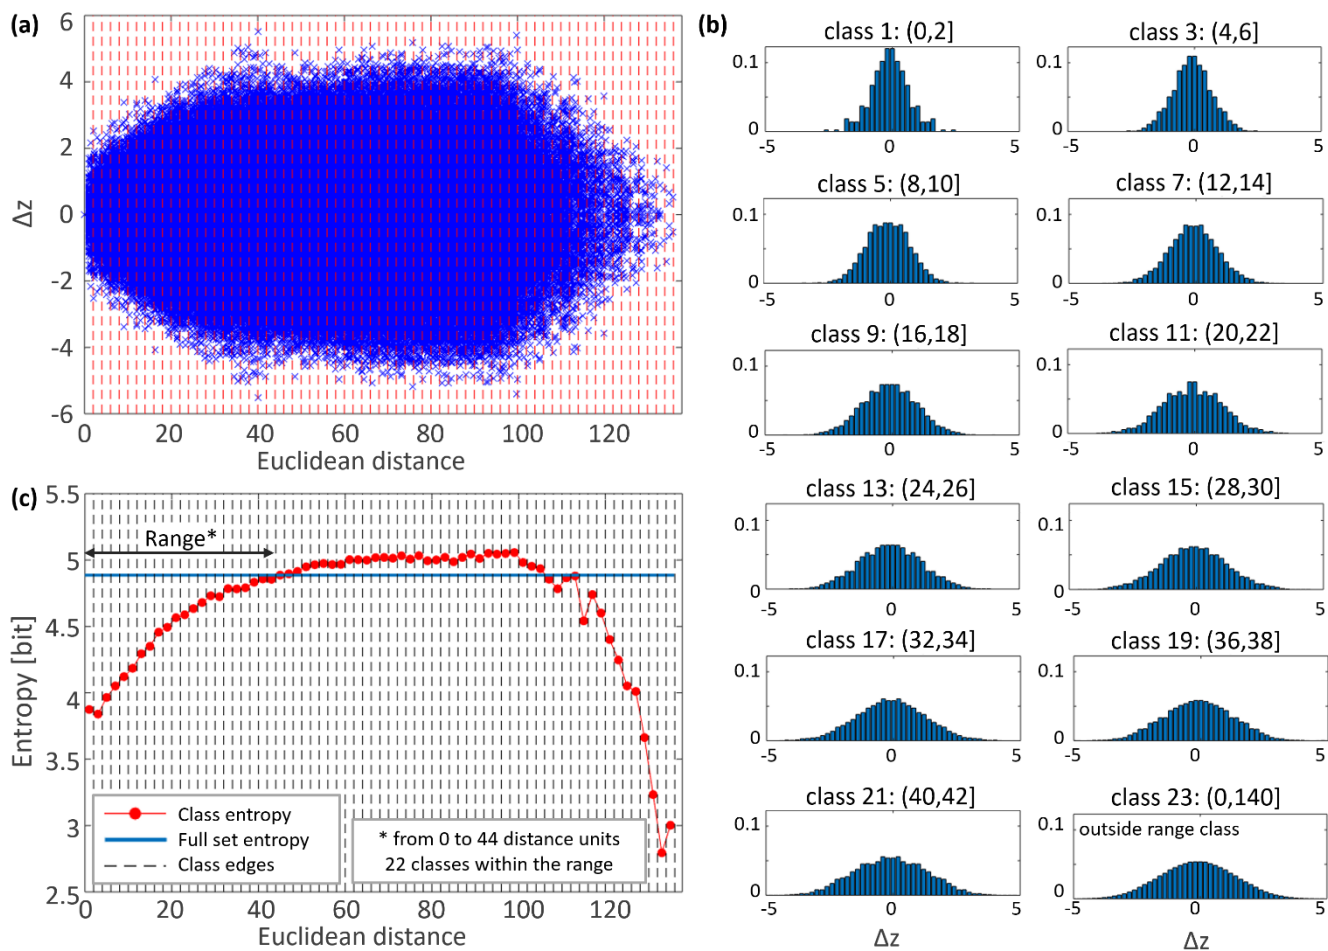 (a)
6
4
2
0
-2
-4
-6
Δz
0 20 40 60 80 100 120
Euclidean distance
(b)
class 1: (0,2]
0.1
0
-5 0 5
class 3: (4,6]
0.1
0
-5 0 5
class 5: (8,10]
0.1
0
-5 0 5
class 7: (12,14]
0.1
0
-5 0 5
class 9: (16,18]
0.1
0
-5 0 5
class 11: (20,22]
0.1
0
-5 0 5
class 13: (24,26]
0.1
0
-5 0 5
class 15: (28,30]
0.1
0
-5 0 5
class 17: (32,34]
0.1
0
-5 0 5
class 19: (36,38]
0.1
0
-5 0 5
class 21: (40,42]
0.1
0
-5 0 5
Δz
class 23: (0,140]
0.1
outside range class
0
-5 0 5
Δz
(c)
5.5
5
4.5
4
3.5
3
2.5
Entropy [bit]
Range*
Class entropy
Full set entropy
Class edges
* from 0 to 44 distance units
22 classes within the range
0 20 40 60 80 100 120
Euclidean distance